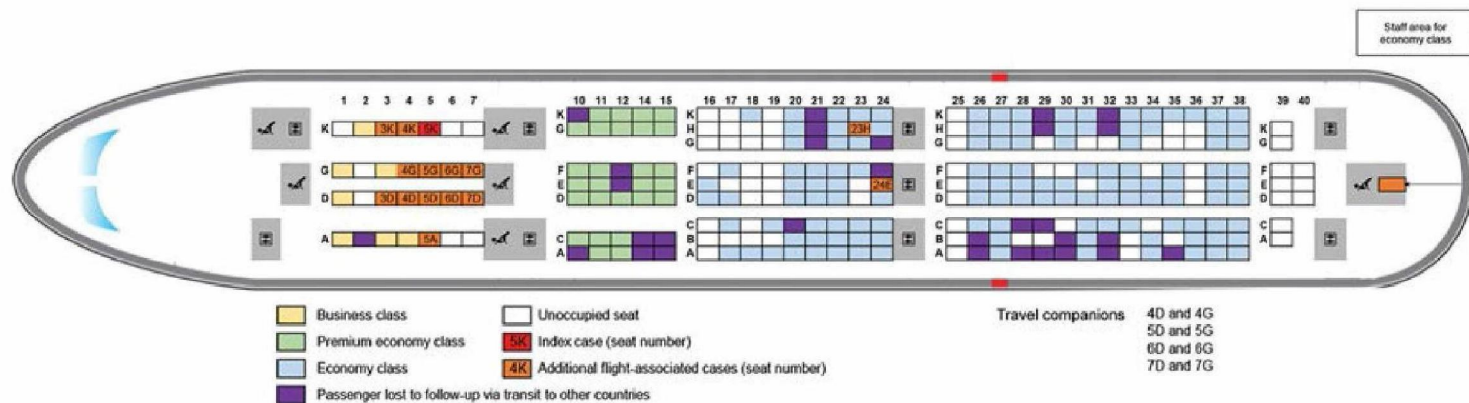 Staff area for
economy class
1 2 3 4 5 6 7
10 11 12 14 15
16 17 18 19 20 21 22 23 24
25 26 27 28 29 30 31 32 33 34 35 36 37 38
39 40
K 3K 4K 5K
K
G
K
H 23H
G
K
H
G
K
G
G 4G 5G 6G 7G
D 3D 4D 5D 6D 7D
F
E
D
F
E 24E
D
F
E
D
G
F
D
A 5A
C
A
C
B
A
C
B
A
C
A
Business class
Premium economy class
Economy class
Passenger lost to follow-up via transit to other countries
Unoccupied seat
5K Index case (seat number)
4K Additional flight-associated cases (seat number)
Travel companions 4D and 4G
5D and 5G
6D and 6G
7D and 7G